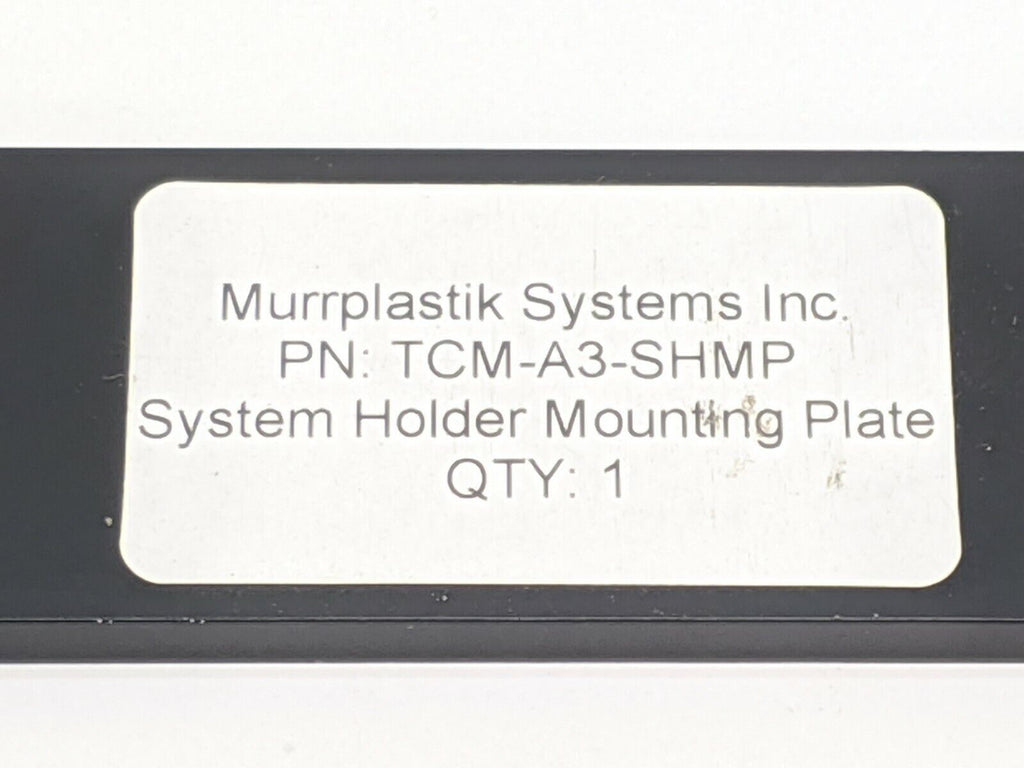 Murrplastik Systems Inc.
PN: TCM-A3-SHMP
System Holder Mounting Plate
QTY: 1